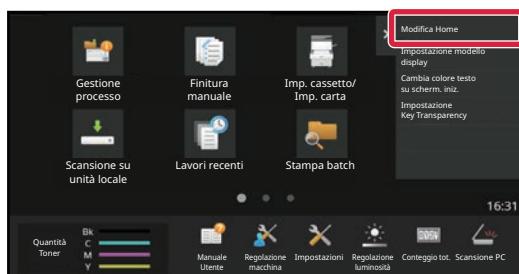 Modifica Home
Impostazione modello
display
Cambia colore testo
su scherm. iniz.
Impostazione
Key Transparency
Gestione
processo
Finitura
manuale
Imp. cassetto/
Imp. carta
Scansione su
unità locale
Lavori recenti
Stampa batch
16:31
Quantità
Toner
Bk
C
M
Y
Manuale
Utente
Regolazione
macchina
Impostazioni
Regolazione
luminosità
Conteggio tot.
Scansione PC